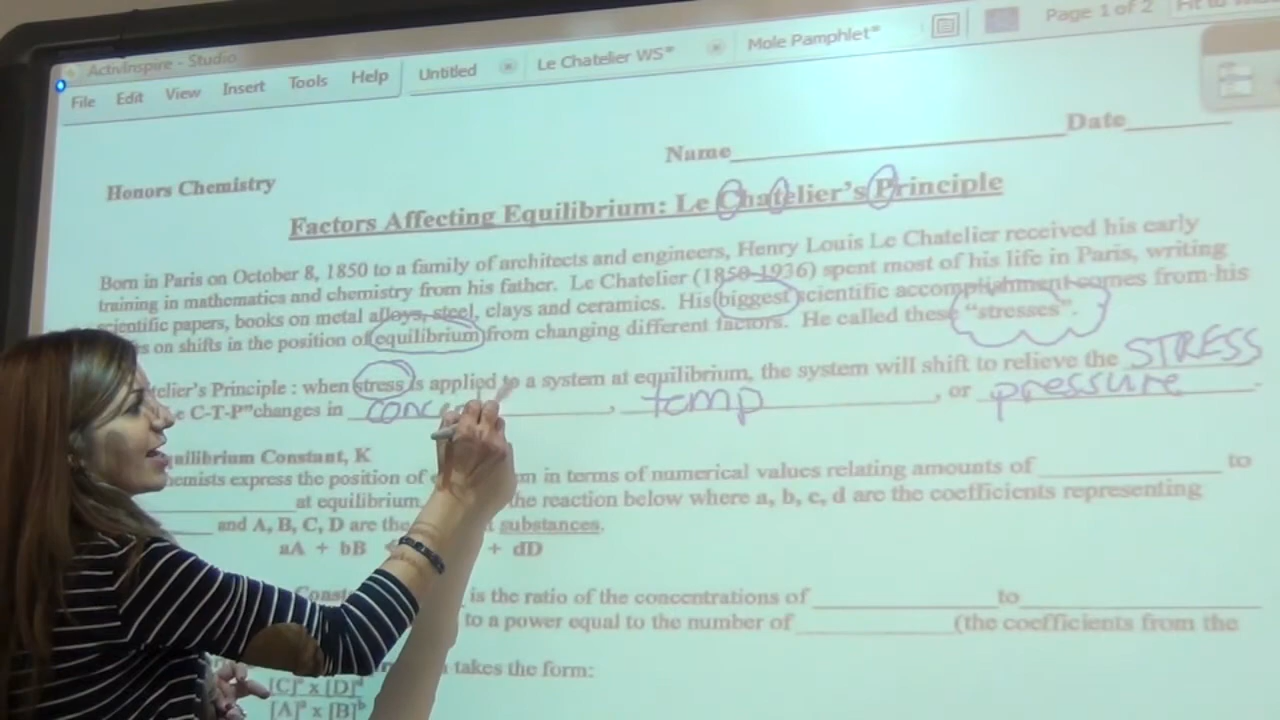 ActivInspire - Studio
File Edit View Insert Tools Help Untitled Le Chatelier WS* Mole Pamphlet* Page 1 of 2
Name Date
Honors Chemistry
Factors Affecting Equilibrium: Le Chatelier's Principle
Born in Paris on October 8, 1850 to a family of architects and engineers, Henry Louis Le Chatelier received his early
training in mathematics and chemistry from his father. Le Chatelier (1850-1936) spent most of his life in Paris, writing
scientific papers, books on metal alloys, steel, clays and ceramics. His biggest scientific accomplishment comes from his
on shifts in the position of equilibrium from changing different factors. He called these "stresses".
telier's Principle : when stress is applied to a system at equilibrium, the system will shift to relieve the STRESS
C-T-P" changes in conc , temp , or pressure
uilibrium Constant, K
hemists express the position of in terms of numerical values relating amounts of to
at equilibrium. the reaction below where a, b, c, d are the coefficients representing
and A, B, C, D are the substances.
aA + bB + dD
Const is the ratio of the concentrations of to
to a power equal to the number of (the coefficients from the
takes the form:
[C]ᶜ x [D]ᵈ
[A]ᵃ x [B]ᵇ